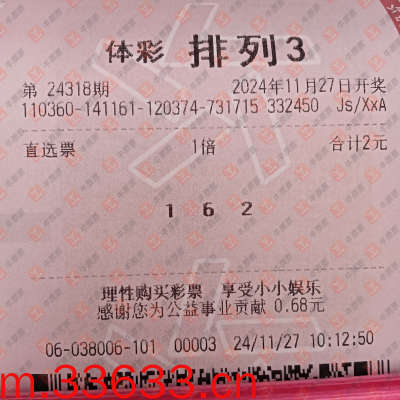 体彩 排列3
第 24318期 2024年11月27日开奖
110360-141161-120374-731715 332450 Js/XxA
直选票 1倍 合计2元
1 6 2
理性购买彩票 享受小小娱乐
感谢您为公益事业贡献 0.68元
06-038006-101 00003 24/11/27 10:12:50
m.33633.cn